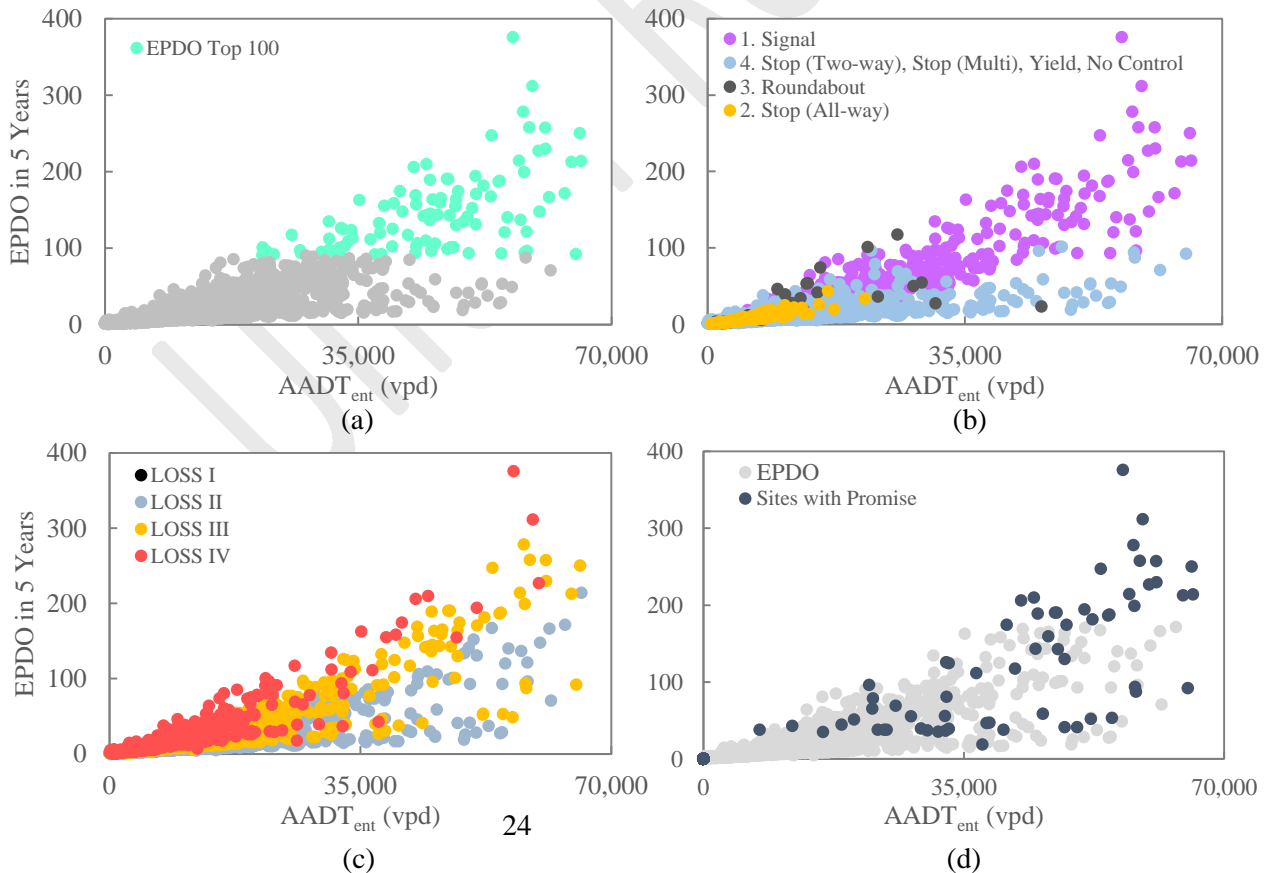 400
300
200
100
0
EPDO in 5 Years
EPDO Top 100
0 35,000 70,000
AADTent (vpd)
(a)
400
300
200
100
0
1. Signal
4. Stop (Two-way), Stop (Multi), Yield, No Control
3. Roundabout
2. Stop (All-way)
0 35,000 70,000
AADTent (vpd)
(b)
400
300
200
100
0
EPDO in 5 Years
LOSS I
LOSS II
LOSS III
LOSS IV
0 35,000 70,000
AADTent (vpd)
24
(c)
400
300
200
100
0
EPDO
Sites with Promise
0 35,000 70,000
AADTent (vpd)
(d)